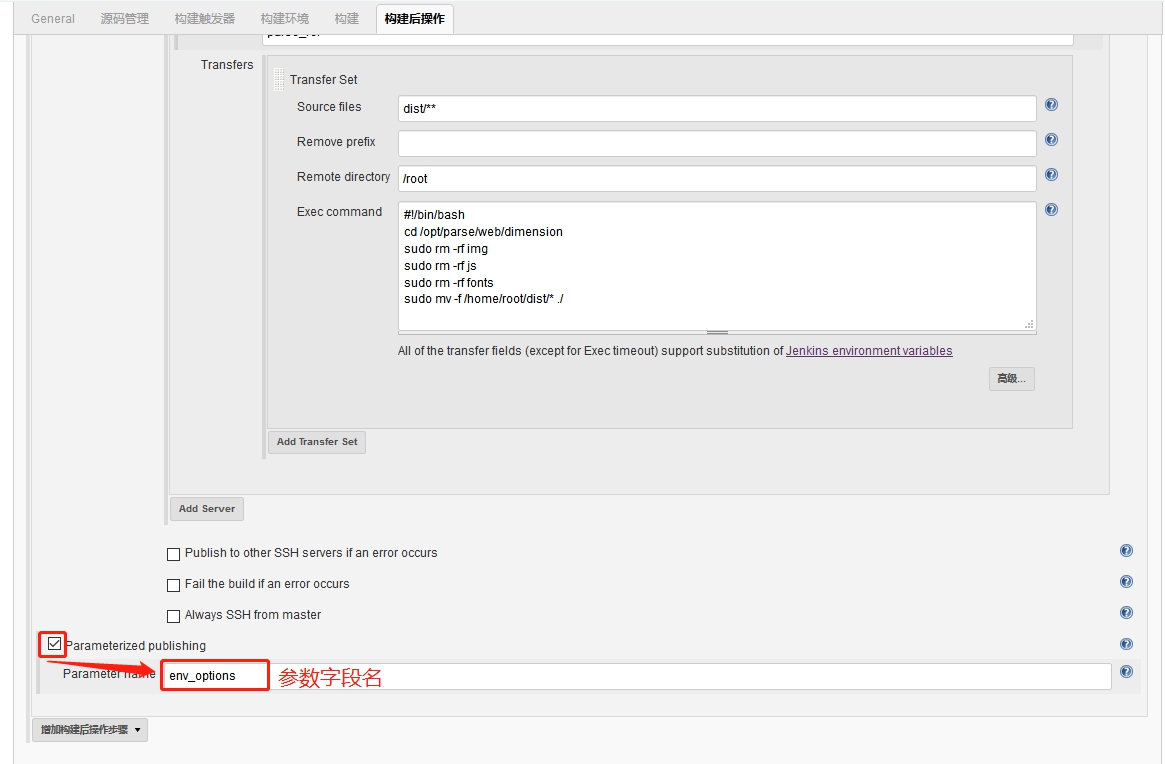 General 源码管理 构建触发器 构建环境 构建 构建后操作
Transfers
Transfer Set
Source files dist/**
Remove prefix
Remote directory /root
Exec command #!/bin/bash
cd /opt/parse/web/dimension
sudo rm -rf img
sudo rm -rf js
sudo rm -rf fonts
sudo mv -f /home/root/dist/* ./
All of the transfer fields (except for Exec timeout) support substitution of Jenkins environment variables
高级...
Add Transfer Set
Add Server
Publish to other SSH servers if an error occurs
Fail the build if an error occurs
Always SSH from master
Parameterized publishing
Parameter name env_options 参数字段名
增加构建后操作步骤